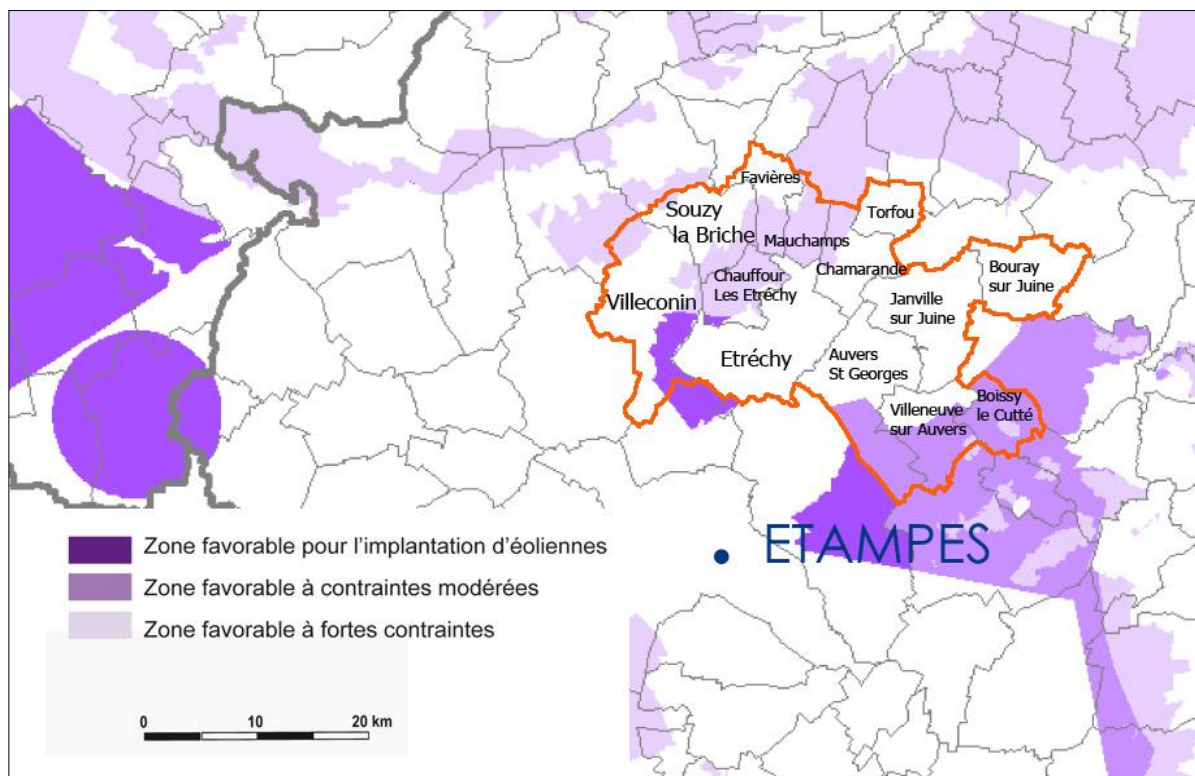 Favières
Souzy
la Briche
Torfou
Mauchamps
Chamarande
Bouray
sur Juine
Chauffour
Les Etréchy
Villeconin
Janville
sur Juine
Etréchy
Auvers
St Georges
Boissy
le Cutté
Villeneuve
sur Auvers
ETAMPES
Zone favorable pour l'implantation d'éoliennes
Zone favorable à contraintes modérées
Zone favorable à fortes contraintes
0 10 20 km